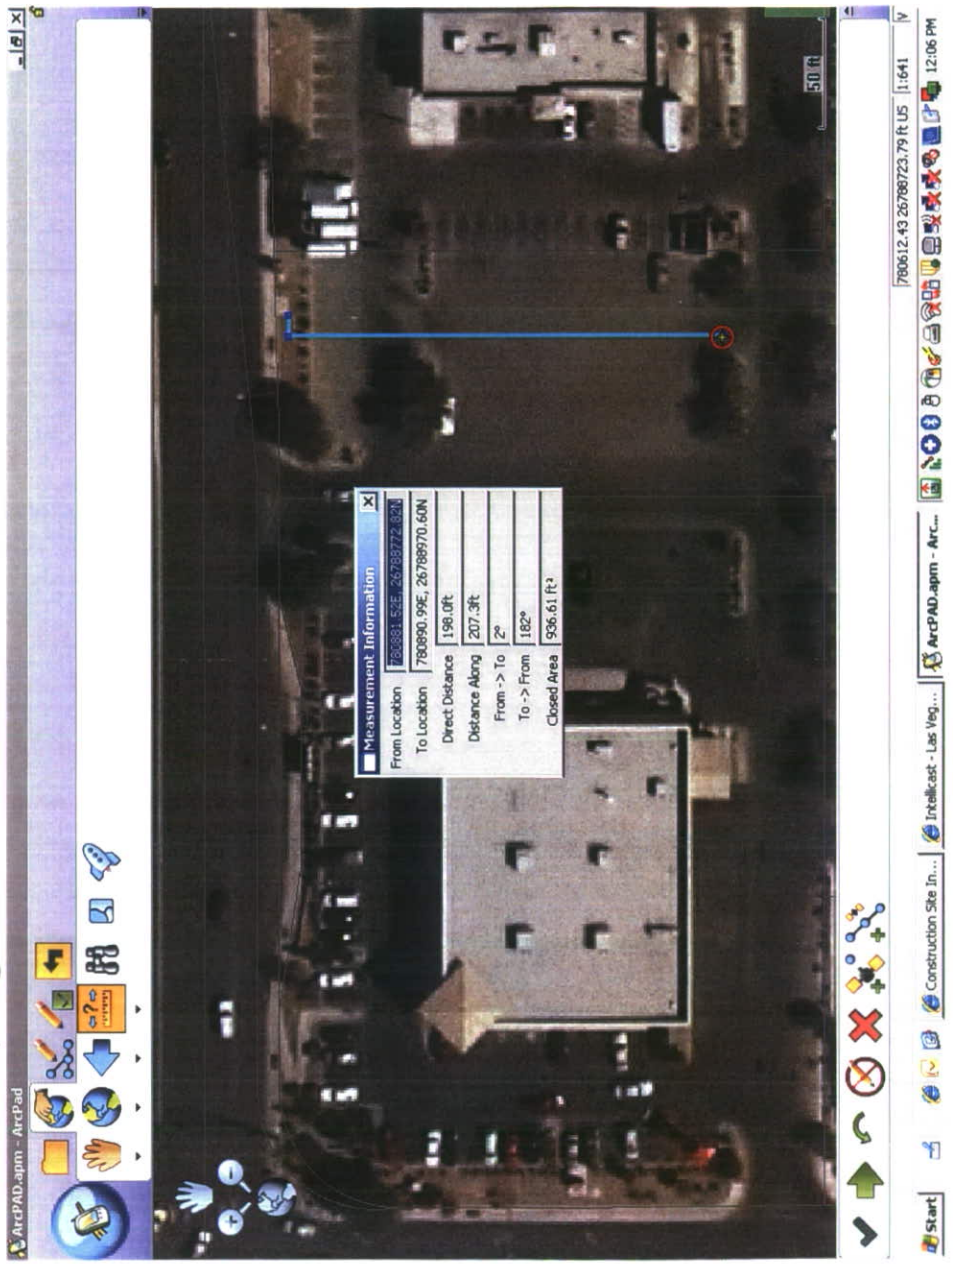 ArcPAD.apm - ArcPad
Measurement Information
From Location 780881.52E, 26788772.82N
To Location 780890.99E, 26788970.60N
Direct Distance 198.0ft
Distance Along 207.3ft
From -> To 2°
To -> From 182°
Closed Area 936.61 ft²
50 ft
780612.43 26788723.79 ft US 1:641 V
Start
Construction Site In...
Intellicast - Las Veg...
ArcPAD.apm - Arc...
12:06 PM